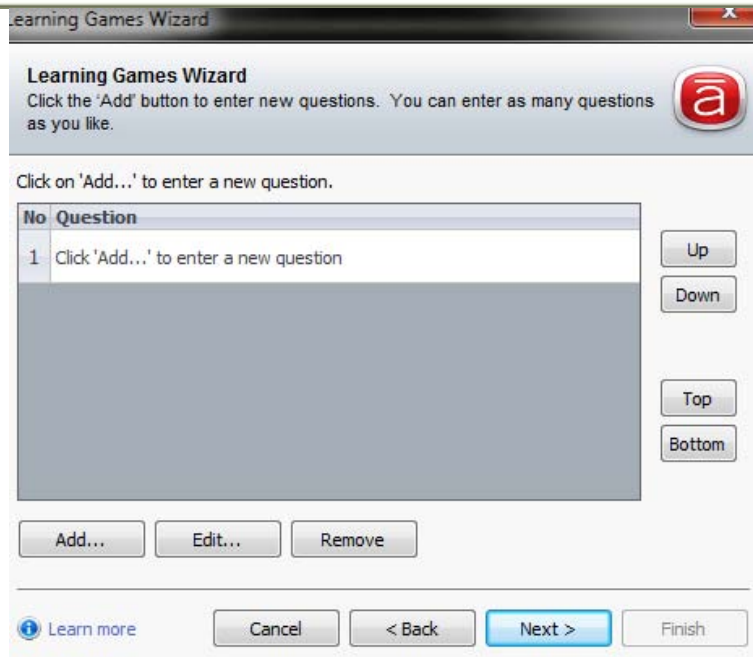 Learning Games Wizard
X
Learning Games Wizard
Click the 'Add' button to enter new questions.  You can enter as many questions
as you like.
ā
Click on 'Add...' to enter a new question.
No Question
1 Click 'Add...' to enter a new question
Up
Down
Top
Bottom
Add... Edit... Remove
Learn more Cancel < Back Next > Finish